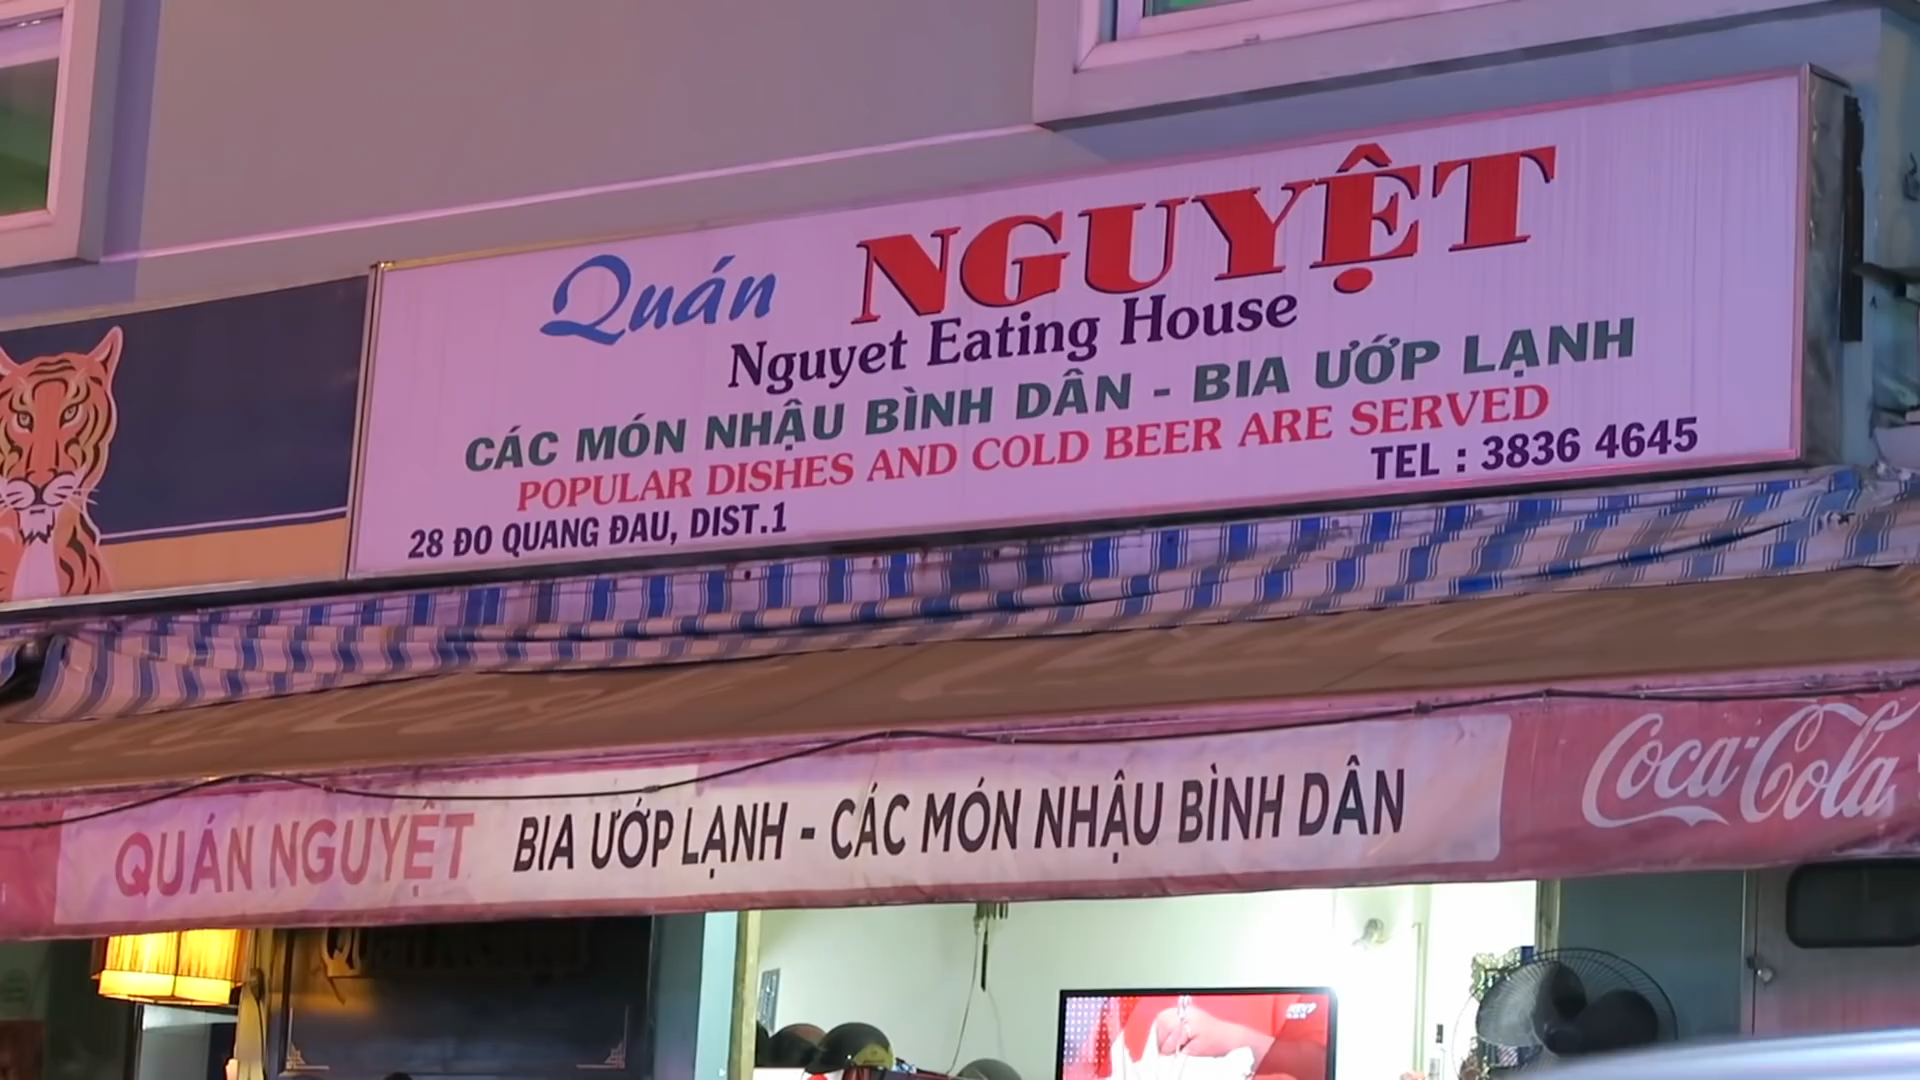 Quán NGUYỆT
Nguyet Eating House
CÁC MÓN NHẬU BÌNH DÂN - BIA ƯỚP LẠNH
POPULAR DISHES AND COLD BEER ARE SERVED
TEL : 3836 4645
28 ĐO QUANG ĐAU, DIST.1
QUÁN NGUYỆT BIA ƯỚP LẠNH - CÁC MÓN NHẬU BÌNH DÂN
Coca-Cola